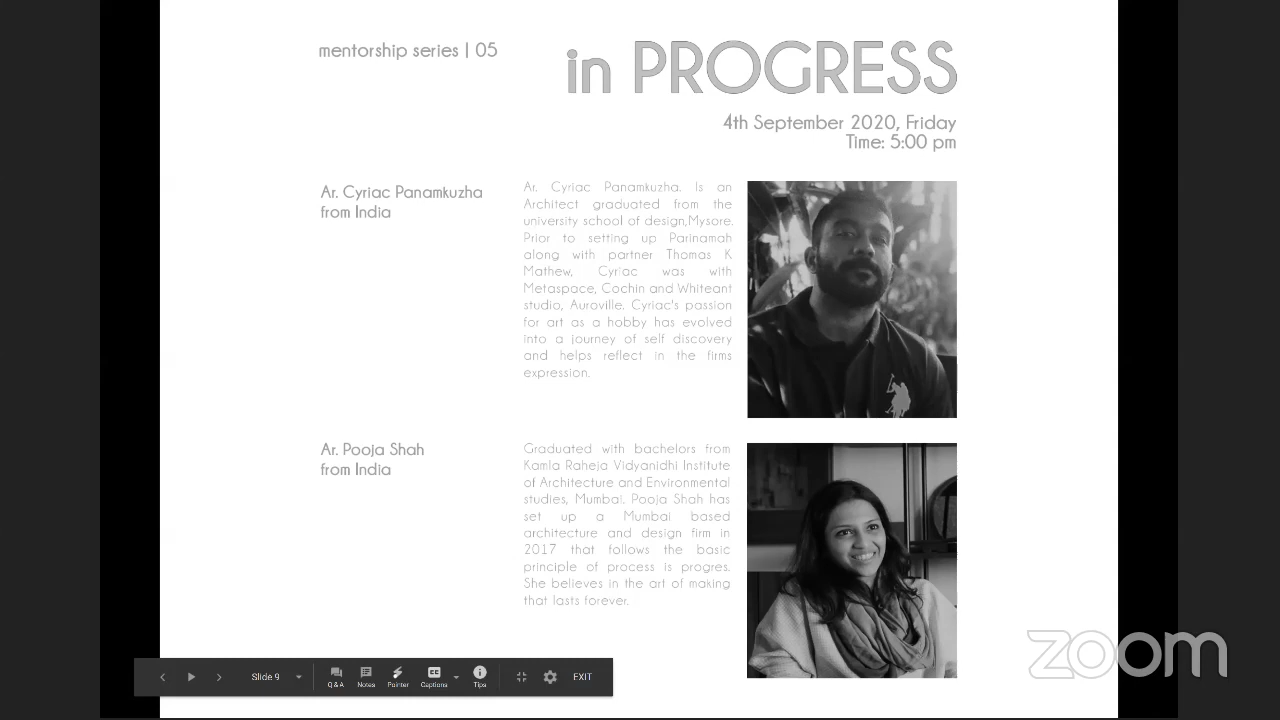 mentorship series | 05
in PROGRESS
4th September 2020, Friday
Time: 5:00 pm
Ar. Cyriac Panamkuzha
from India
Ar. Cyriac Panamkuzha. Is an
Architect graduated from the
university school of design,Mysore.
Prior to setting up Parinamah
along with partner Thomas K
Mathew, Cyriac was with
Metaspace, Cochin and Whiteant
studio, Auroville. Cyriac's passion
for art as a hobby has evolved
into a journey of self discovery
and helps reflect in the firms
expression.
Ar. Pooja Shah
from India
Graduated with bachelors from
Kamla Raheja Vidyanidhi Institute
of Architecture and Environmental
studies, Mumbai. Pooja Shah has
set up a Mumbai based
architecture and design firm in
2017 that follows the basic
principle of process is progres.
She believes in the art of making
that lasts forever.
Slide 9
Q&A
Notes
Pointer
CC
Captions
Tips
EXIT
zoom